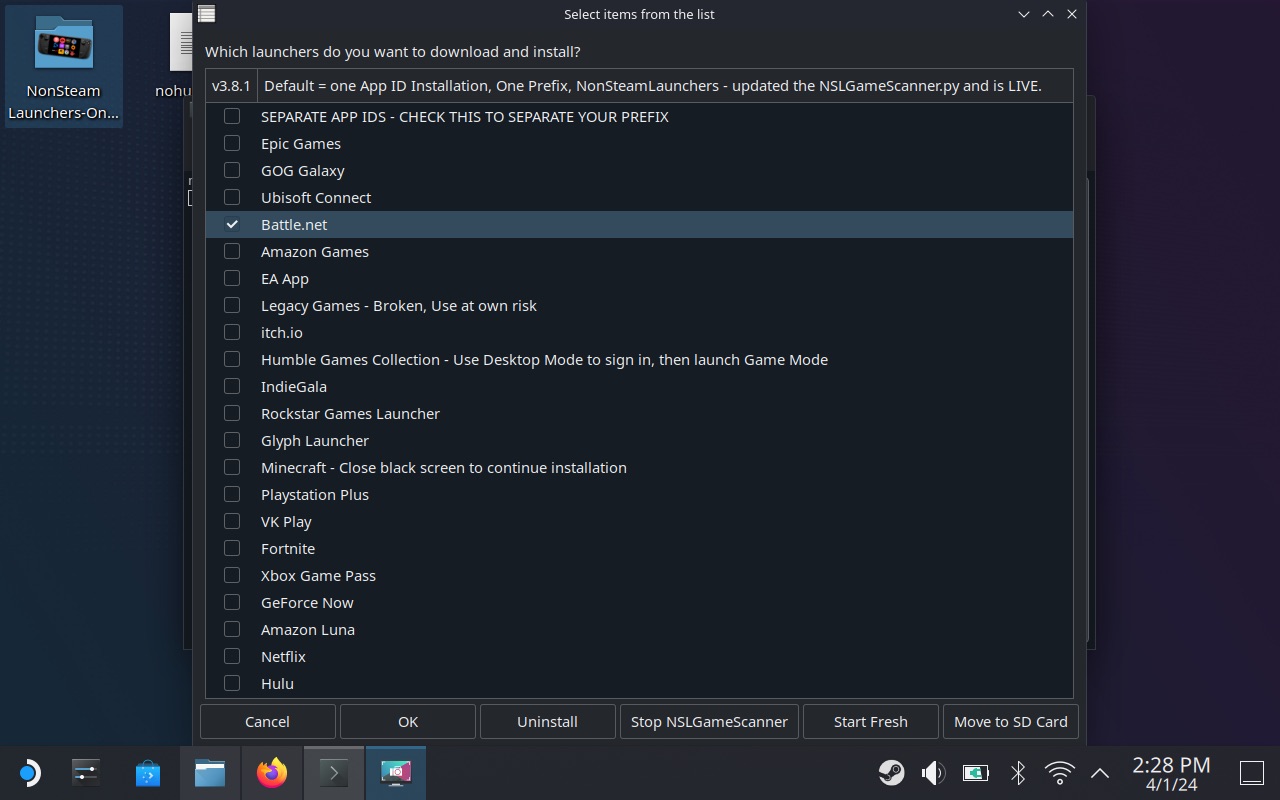 Select items from the list
NonSteam
Launchers-On...
nohu
Which launchers do you want to download and install?
v3.8.1 Default = one App ID Installation, One Prefix, NonSteamLaunchers - updated the NSLGameScanner.py and is LIVE.
SEPARATE APP IDS - CHECK THIS TO SEPARATE YOUR PREFIX
Epic Games
GOG Galaxy
Ubisoft Connect
Battle.net
Amazon Games
EA App
Legacy Games - Broken, Use at own risk
itch.io
Humble Games Collection - Use Desktop Mode to sign in, then launch Game Mode
IndieGala
Rockstar Games Launcher
Glyph Launcher
Minecraft - Close black screen to continue installation
Playstation Plus
VK Play
Fortnite
Xbox Game Pass
GeForce Now
Amazon Luna
Netflix
Hulu
Cancel OK Uninstall Stop NSLGameScanner Start Fresh Move to SD Card
2:28 PM
4/1/24